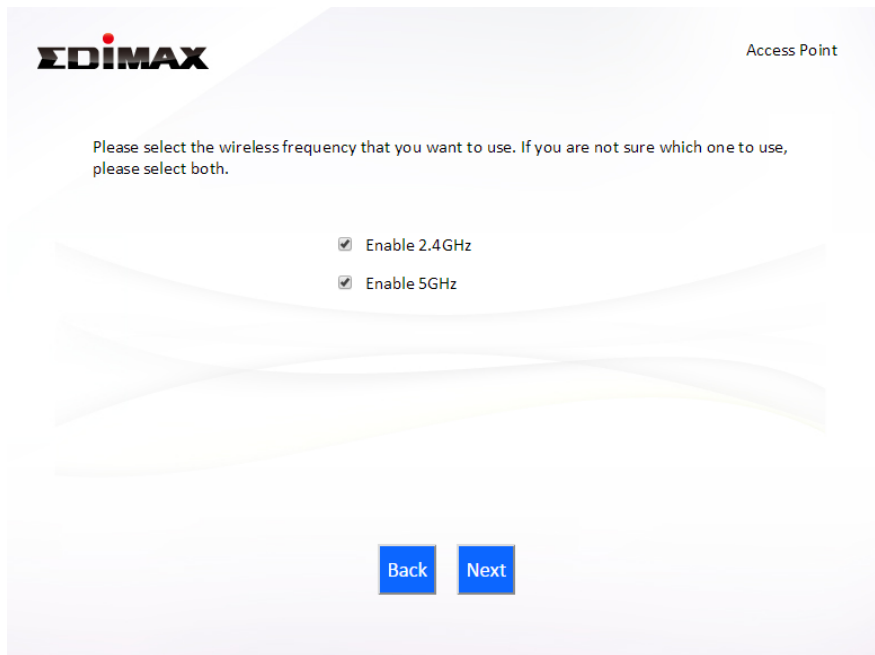 EDIMAX
Access Point
Please select the wireless frequency that you want to use. If you are not sure which one to use,
please select both.
Enable 2.4GHz
Enable 5GHz
Back Next